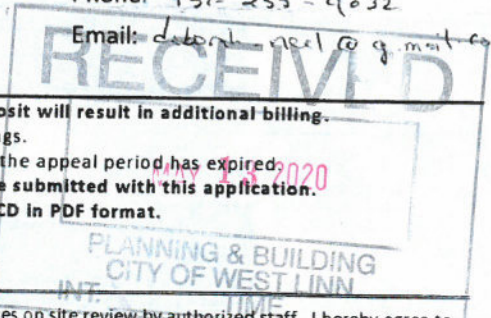 Email:
RECEIVED
osit will result in additional billing.
gs.
the appeal period has expired.
MAY 13 2020
e submitted with this application.
CD in PDF format.
PLANNING & BUILDING
CITY OF WEST LINN
INT. TIME
es on site review by authorized staff. I hereby agree to